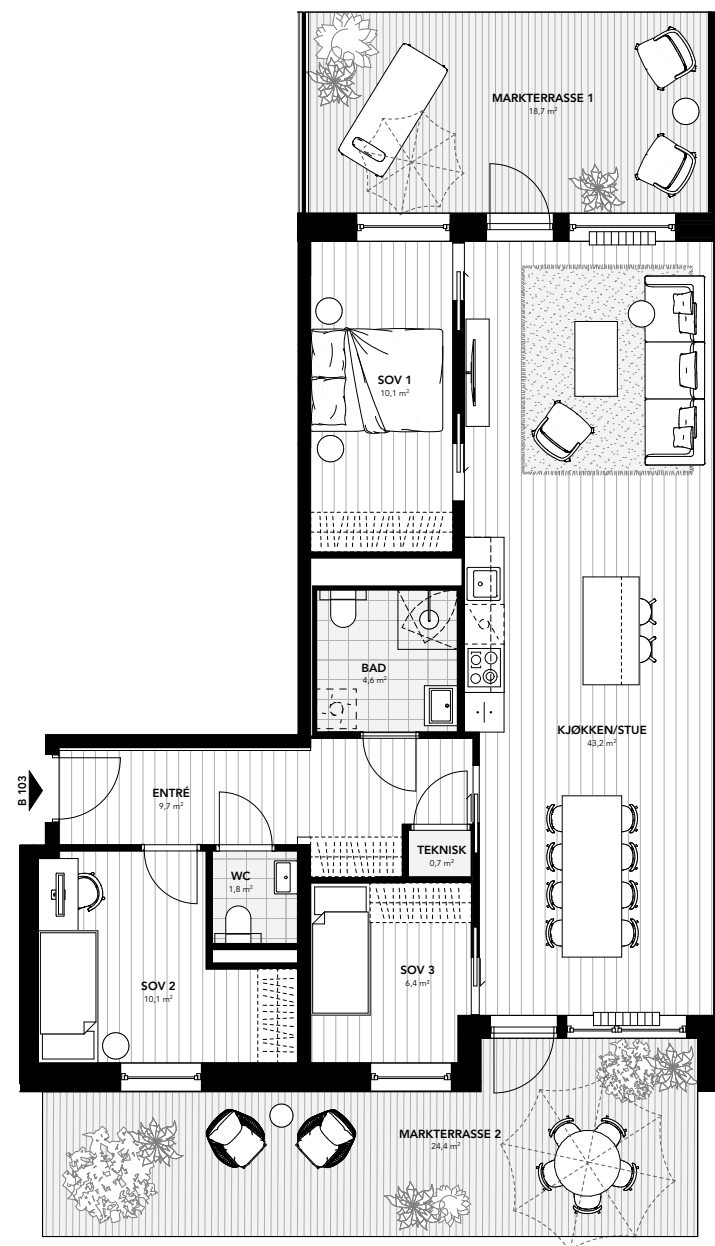 MARKTERRASSE 1
18,7 m²
SOV 1
10,1 m²
BAD
4,6 m²
KJØKKEN/STUE
43,2 m²
B 103
ENTRÉ
9,7 m²
TEKNISK
0,7 m²
WC
1,8 m²
SOV 3
6,4 m²
SOV 2
10,1 m²
MARKTERRASSE 2
24,4 m²